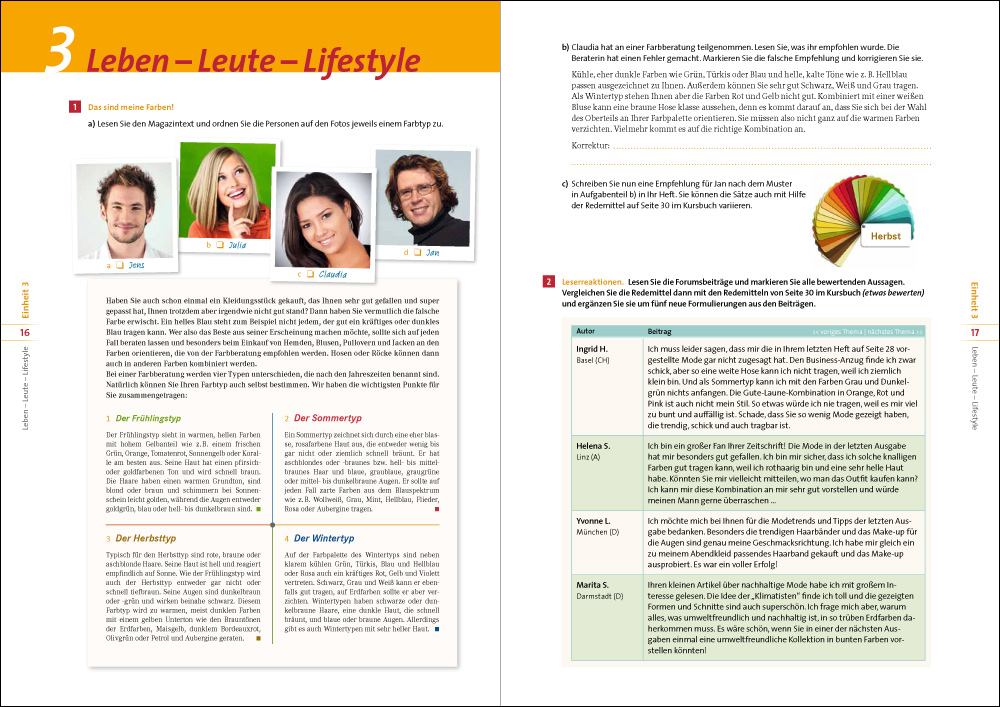 3 Leben – Leute – Lifestyle
1 Das sind meine Farben!
a) Lesen Sie den Magazintext und ordnen Sie die Personen auf den Fotos jeweils einem Farbtyp zu.
a Jens
b Julia
c Claudia
d Jan
Haben Sie auch schon einmal ein Kleidungsstück gekauft, das Ihnen sehr gut gefallen und super
gepasst hat, Ihnen trotzdem aber irgendwie nicht gut stand? Dann haben Sie vermutlich die falsche
Farbe erwischt. Ein helles Blau steht zum Beispiel nicht jedem, der gut ein kräftiges oder dunkles
Blau tragen kann. Wer also das Beste aus seiner Erscheinung machen möchte, sollte sich auf jeden
Fall beraten lassen und besonders beim Einkauf von Hemden, Blusen, Pullovern und Jacken an den
Farben orientieren, die von der Farbberatung empfohlen werden. Hosen oder Röcke können dann
auch in anderen Farben kombiniert werden.
Bei einer Farbberatung werden vier Typen unterschieden, die nach den Jahreszeiten benannt sind.
Natürlich können Sie Ihren Farbtyp auch selbst bestimmen. Wir haben die wichtigsten Punkte für
Sie zusammengetragen:
1 Der Frühlingstyp
Der Frühlingstyp sieht in warmen, hellen Farben
mit hohem Gelbanteil wie z. B. einem frischen
Grün, Orange, Tomatenrot, Sonnengelb oder Koral-
le am besten aus. Seine Haut hat einen pfirsich-
oder goldfarbenen Ton und wird schnell braun.
Die Haare haben einen warmen Grundton, sind
blond oder braun und schimmern bei Sonnen-
schein leicht golden, während die Augen entweder
goldgrün, blau oder hell- bis dunkelbraun sind.
2 Der Sommertyp
Ein Sommertyp zeichnet sich durch eine eher blas-
se, rosafarbene Haut aus, die entweder wenig bis
gar nicht oder ziemlich schnell bräunt. Er hat
aschblondes oder -braunes bzw. hell- bis mittel-
braunes Haar und blaue, graublaue, graugrüne
oder mittel- bis dunkelbraune Augen. Er sollte auf
jeden Fall zarte Farben aus dem Blauspektrum
wie z. B. Wollweiß, Grau, Mint, Hellblau, Flieder,
Rosa oder Aubergine tragen.
3 Der Herbsttyp
Typisch für den Herbsttyp sind rote, braune oder
aschblonde Haare. Seine Haut ist hell und reagiert
empfindlich auf Sonne. Wie der Frühlingstyp wird
auch der Herbsttyp entweder gar nicht oder
schnell tiefbraun. Seine Augen sind dunkelbraun
oder -grün und wirken beinahe schwarz. Diesem
Farbtyp wird zu warmen, meist dunklen Farben
mit einem gelben Unterton wie den Brauntönen
der Erdfarben, Maisgelb, dunklem Bordeauxrot,
Olivgrün oder Petrol und Aubergine geraten.
4 Der Wintertyp
Auf der Farbpalette des Wintertyps sind neben
klarem kühlen Grün, Türkis, Blau und Hellblau
oder Rosa auch ein kräftiges Rot, Gelb und Violett
vertreten. Schwarz, Grau und Weiß kann er eben-
falls gut tragen, auf Erdfarben sollte er aber ver-
zichten. Wintertypen haben schwarze oder dun-
kelbraune Haare, eine dunkle Haut, die schnell
bräunt, und blaue oder braune Augen. Allerdings
gibt es auch Wintertypen mit sehr heller Haut.
Einheit 3
16
Leben – Leute – Lifestyle
b) Claudia hat an einer Farbberatung teilgenommen. Lesen Sie, was ihr empfohlen wurde. Die
Beraterin hat einen Fehler gemacht. Markieren Sie die falsche Empfehlung und korrigieren Sie sie.
Kühle, eher dunkle Farben wie Grün, Türkis oder Blau und helle, kalte Töne wie z. B. Hellblau
passen ausgezeichnet zu Ihnen. Außerdem können Sie sehr gut Schwarz, Weiß und Grau tragen.
Als Wintertyp stehen Ihnen aber die Farben Rot und Gelb nicht gut. Kombiniert mit einer weißen
Bluse kann eine braune Hose klasse aussehen, denn es kommt darauf an, dass Sie sich bei der Wahl
des Oberteils an Ihrer Farbpalette orientieren. Sie müssen also nicht ganz auf die warmen Farben
verzichten. Vielmehr kommt es auf die richtige Kombination an.
Korrektur:
c) Schreiben Sie nun eine Empfehlung für Jan nach dem Muster
in Aufgabenteil b) in Ihr Heft. Sie können die Sätze auch mit Hilfe
der Redemittel auf Seite 30 im Kursbuch variieren.
Herbst
2 Leserreaktionen. Lesen Sie die Forumsbeiträge und markieren Sie alle bewertenden Aussagen.
Vergleichen Sie die Redemittel dann mit den Redemitteln von Seite 30 im Kursbuch (etwas bewerten)
und ergänzen Sie sie um fünf neue Formulierungen aus den Beiträgen.
Autor Beitrag << voriges Thema | nächstes Thema >>
Ingrid H.
Basel (CH)
Ich muss leider sagen, dass mir die in Ihrem letzten Heft auf Seite 28 vor-
gestellte Mode gar nicht zugesagt hat. Den Business-Anzug finde ich zwar
schick, aber so eine weite Hose kann ich nicht tragen, weil ich ziemlich
klein bin. Und als Sommertyp kann ich mit den Farben Grau und Dunkel-
grün nichts anfangen. Die Gute-Laune-Kombination in Orange, Rot und
Pink ist auch nicht mein Stil. So etwas würde ich nie tragen, weil es mir viel
zu bunt und auffällig ist. Schade, dass Sie so wenig Mode gezeigt haben,
die trendig, schick und auch tragbar ist.
Helena S.
Linz (A)
Ich bin ein großer Fan Ihrer Zeitschrift! Die Mode in der letzten Ausgabe
hat mir besonders gut gefallen. Ich bin mir sicher, dass ich solche knalligen
Farben gut tragen kann, weil ich rothaarig bin und eine sehr helle Haut
habe. Könnten Sie mir vielleicht mitteilen, wo man das Outfit kaufen kann?
Ich kann mir diese Kombination an mir sehr gut vorstellen und würde
meinen Mann gerne überraschen ...
Yvonne L.
München (D)
Ich möchte mich bei Ihnen für die Modetrends und Tipps der letzten Aus-
gabe bedanken. Besonders die trendigen Haarbänder und das Make-up für
die Augen sind genau meine Geschmacksrichtung. Ich habe mir gleich ein
zu meinem Abendkleid passendes Haarband gekauft und das Make-up
ausprobiert. Es war ein voller Erfolg!
Marita S.
Darmstadt (D)
Ihren kleinen Artikel über nachhaltige Mode habe ich mit großem In-
teresse gelesen. Die Idee der „Klimatisten“ finde ich toll und die gezeigten
Formen und Schnitte sind auch superschön. Ich frage mich aber, warum
alles, was umweltfreundlich und nachhaltig ist, in so trüben Erdfarben da-
herkommen muss. Es wäre schön, wenn Sie in einer der nächsten Aus-
gaben einmal eine umweltfreundliche Kollektion in bunten Farben vor-
stellen könnten!
Einheit 3
17
Leben – Leute – Lifestyle